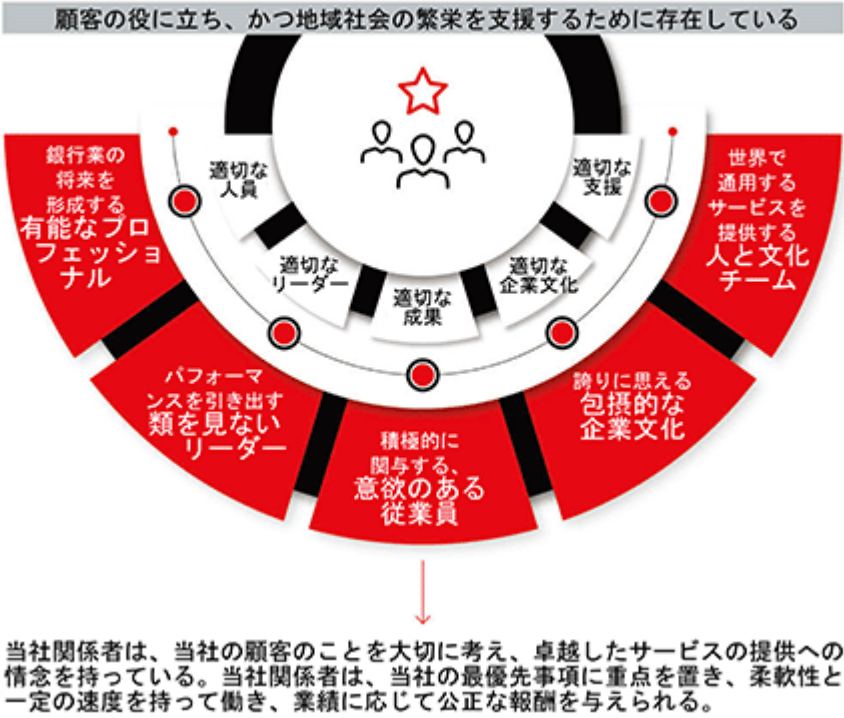 顧客の役に立ち、かつ地域社会の繁栄を支援するために存在している
適切な
人員
適切な
リーダー
適切な
成果
適切な
企業文化
適切な
支援
銀行業の
将来を
形成する
有能なプロ
フェッショ
ナル
パフォーマ
ンスを引き出す
類を見ない
リーダー
積極的に
関与する、
意欲のある
従業員
誇りに思える
包摂的な
企業文化
世界で
通用する
サービスを
提供する
人と文化
チーム
当社関係者は、当社の顧客のことを大切に考え、卓越したサービスの提供への
情念を持っている。当社関係者は、当社の最優先事項に重点を置き、柔軟性と
一定の速度を持って働き、業績に応じて公正な報酬を与えられる。